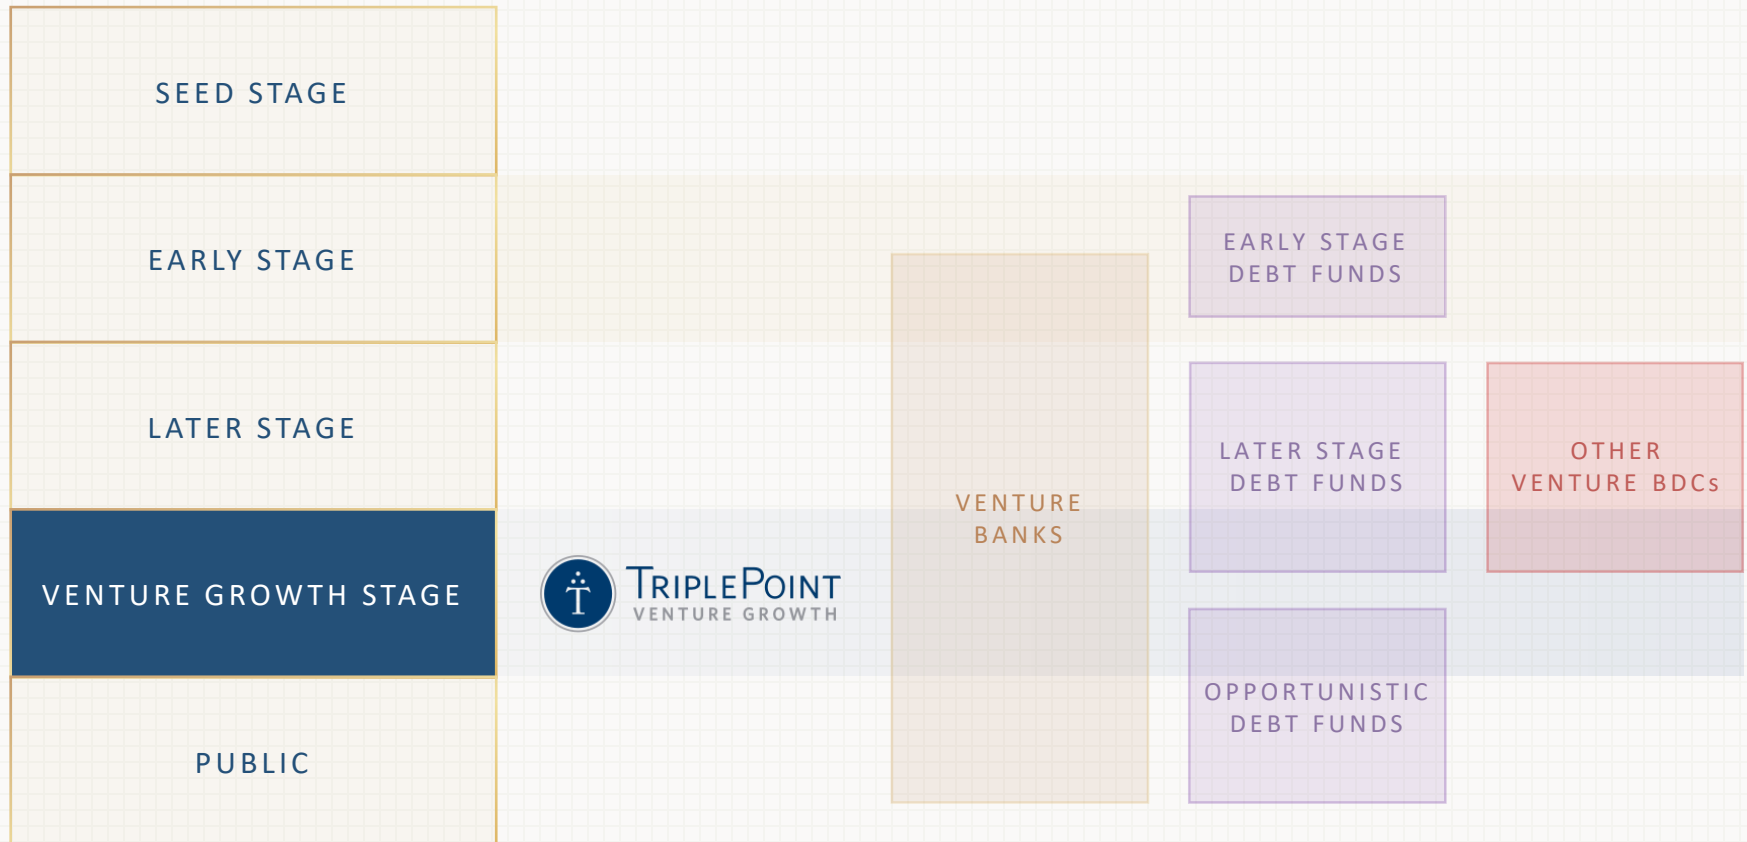 SEED STAGE
EARLY STAGE
LATER STAGE
VENTURE GROWTH STAGE
PUBLIC
TRIPLEPOINT
VENTURE GROWTH
VENTURE
BANKS
EARLY STAGE
DEBT FUNDS
LATER STAGE
DEBT FUNDS
OPPORTUNISTIC
DEBT FUNDS
OTHER
VENTURE BDCs